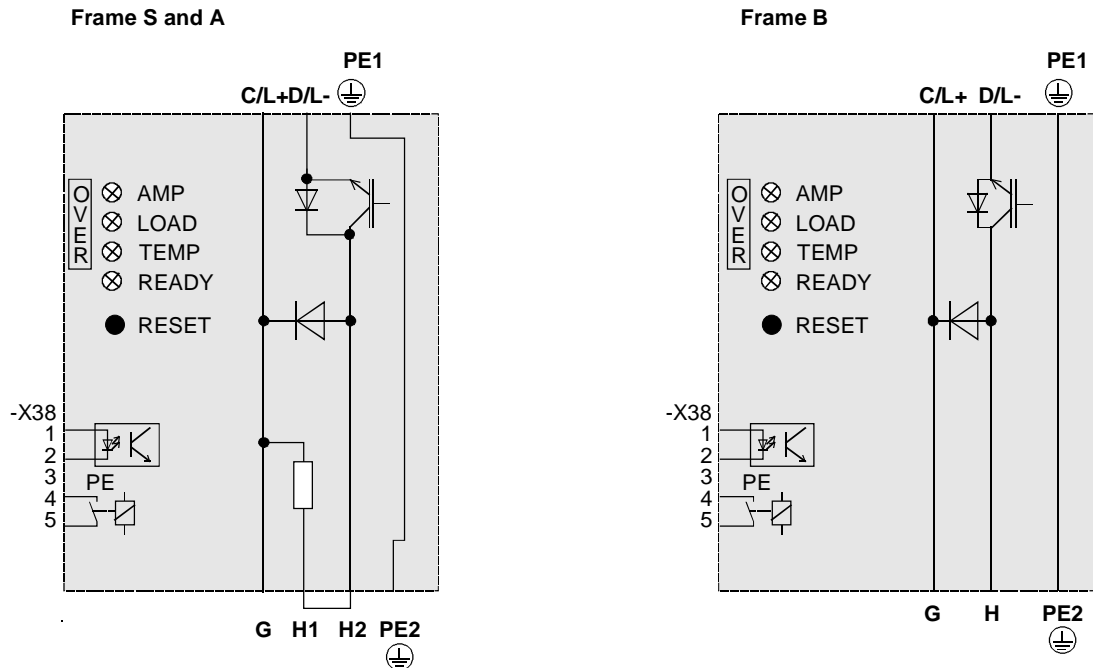 Frame S and A
PE1
C/L+D/L-
OVER
AMP
LOAD
TEMP
READY
RESET
-X38
1
2
3
PE
4
5
G H1 H2 PE2
Frame B
PE1
C/L+ D/L-
OVER
AMP
LOAD
TEMP
READY
RESET
-X38
1
2
3
PE
4
5
G H PE2